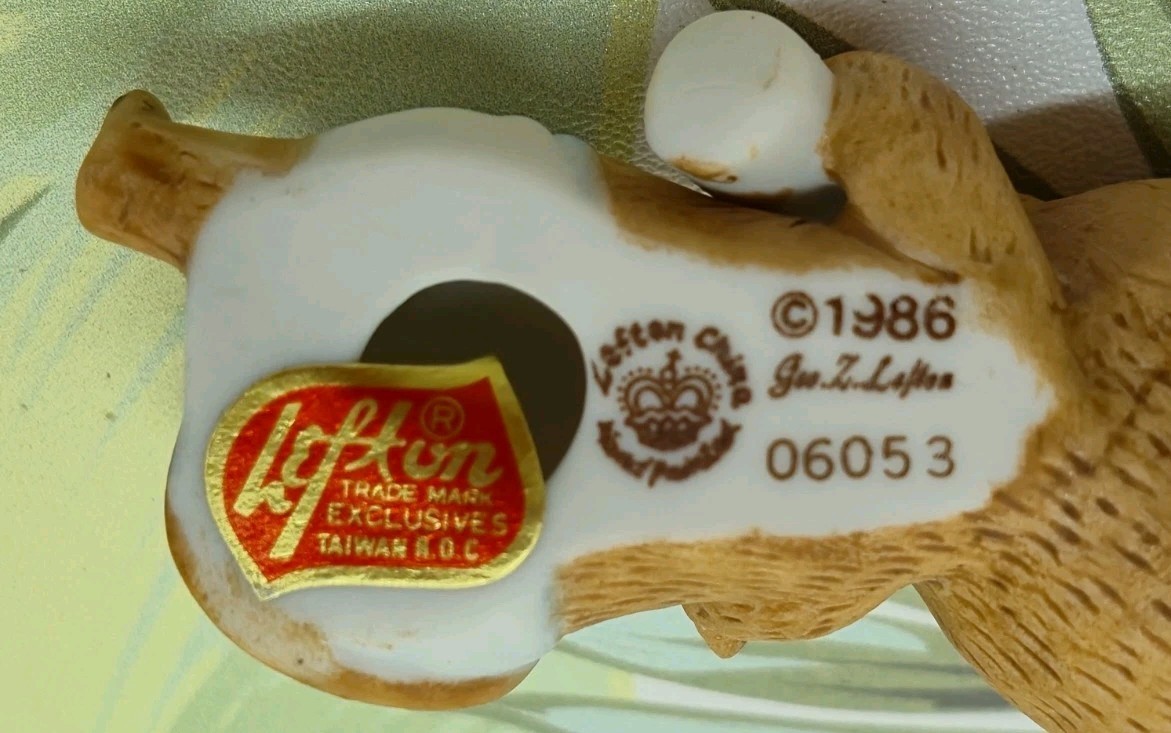 Lefton®
TRADE MARK
EXCLUSIVES
TAIWAN R.O.C.
Lefton China
Hand Painted
©1986
Geo. Z. Lefton
06053